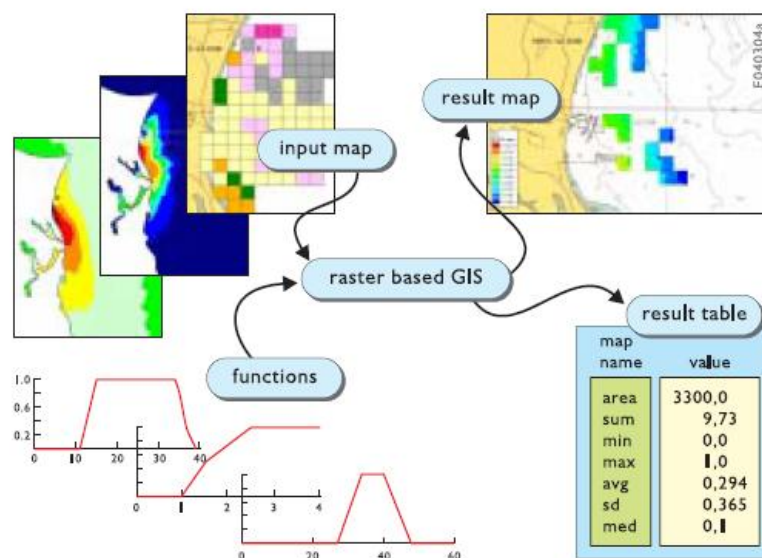 input map
result map
F040304a
raster based GIS
functions
result table
map
name value
area 3300,0
sum 9,73
min 0,0
max 1,0
avg 0,294
sd 0,365
med 0,1
1.0
0.6
0.2
0 10 20 30 40
0 1 2 3 4
0 20 40 60